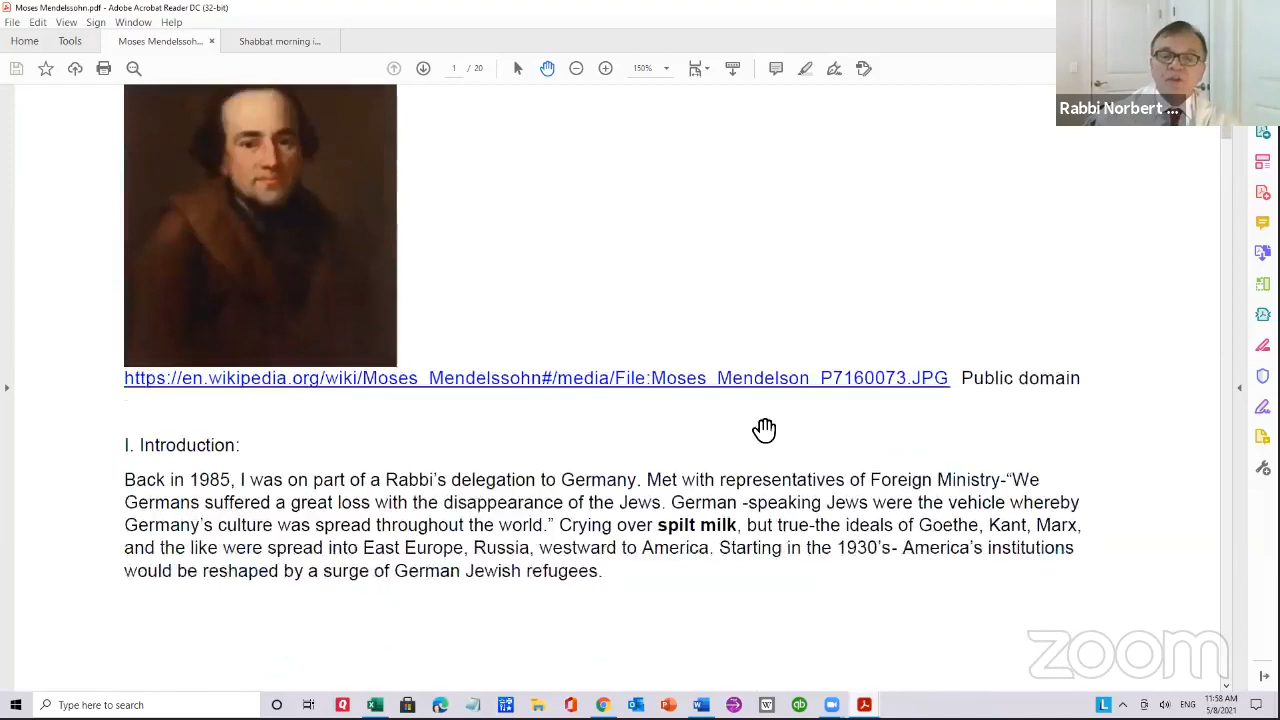 Moses Mendelssohn.pdf - Adobe Acrobat Reader DC (32-bit)
File Edit View Sign Window Help
Home Tools Moses Mendelssoh... × Shabbat morning i...
1 / 20 150%
Rabbi Norbert ...
https://en.wikipedia.org/wiki/Moses_Mendelssohn#/media/File:Moses_Mendelson_P7160073.JPG Public domain
I. Introduction:
Back in 1985, I was on part of a Rabbi's delegation to Germany. Met with representatives of Foreign Ministry-“We
Germans suffered a great loss with the disappearance of the Jews. German -speaking Jews were the vehicle whereby
Germany's culture was spread throughout the world.” Crying over spilt milk, but true-the ideals of Goethe, Kant, Marx,
and the like were spread into East Europe, Russia, westward to America. Starting in the 1930's- America's institutions
would be reshaped by a surge of German Jewish refugees.
zoom
Type here to search
ENG
11:58 AM
5/8/2021